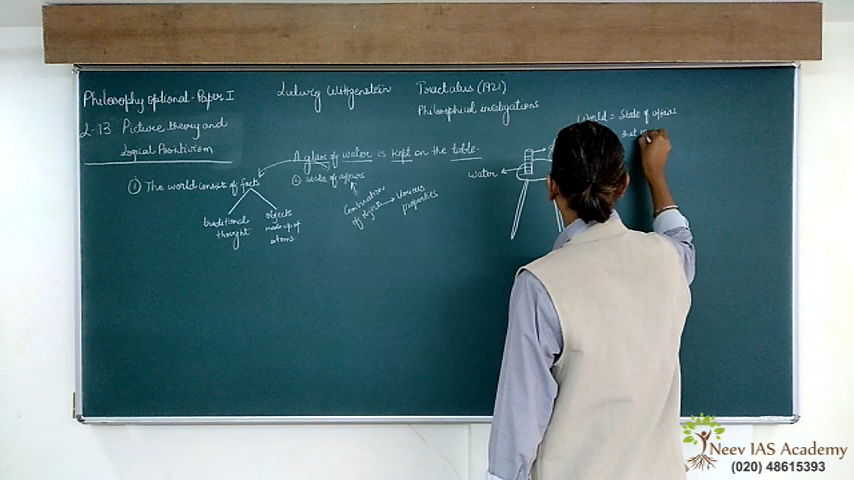 Philosophy optional - Paper I
L-13 Picture theory and
Logical Positivism
Ludwig Wittgenstein
Tractatus (1921)
Philosophical investigations
A glass of water is kept on the table.
① The world consists of facts
traditional
thought
objects
made up of
atoms
② State of affairs
Combination
of objects → various
properties
water
World = State of affairs
that
Neev IAS Academy
(020) 48615393